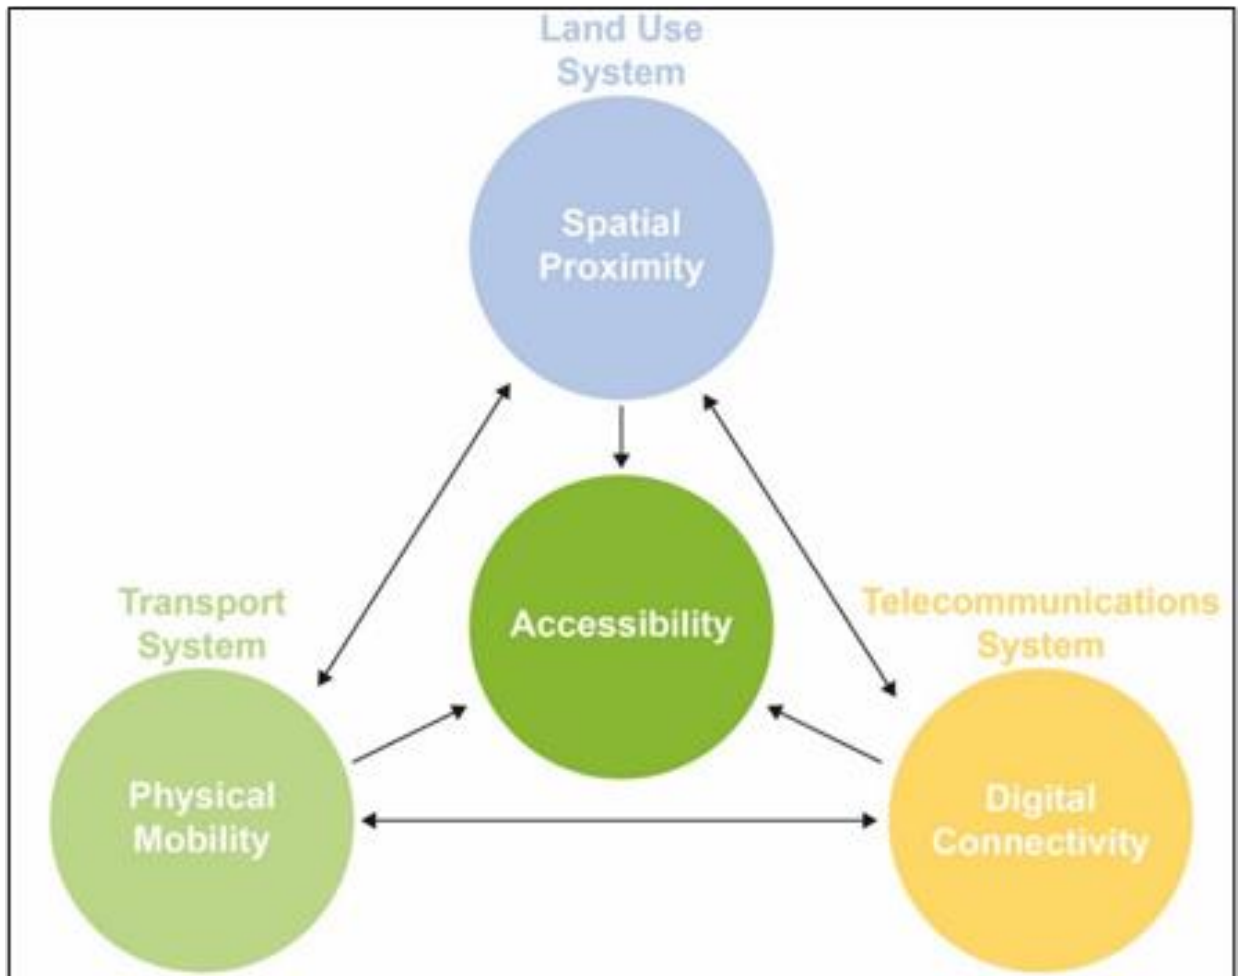 Land Use
System
Spatial
Proximity
Accessibility
Transport
System
Physical
Mobility
Telecommunications
System
Digital
Connectivity